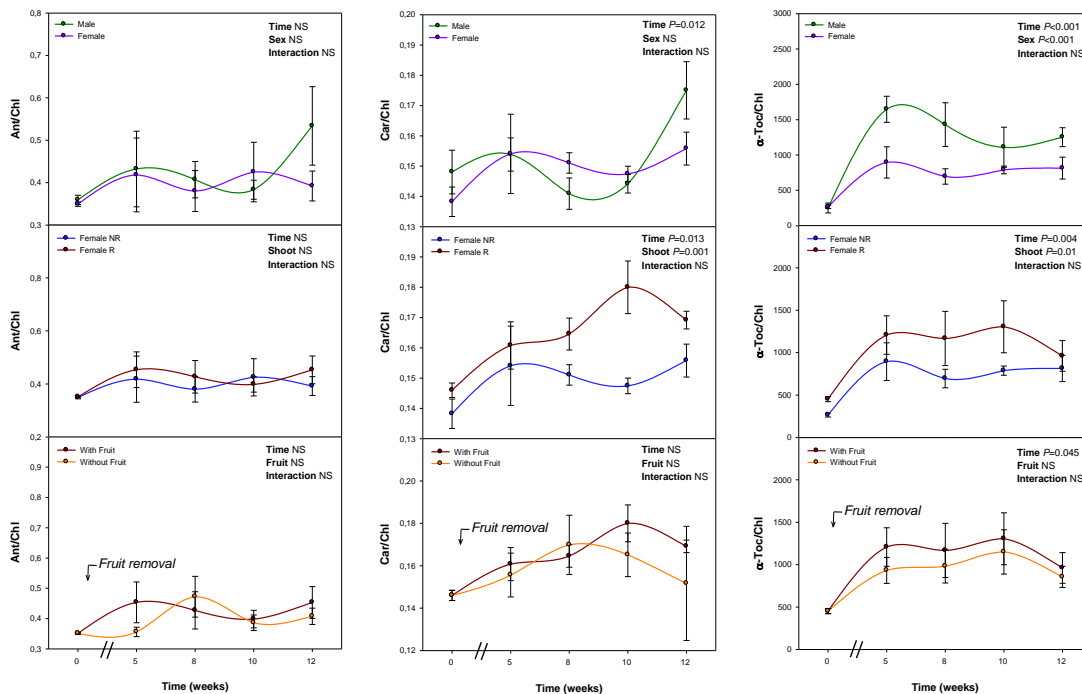 Male
Female
Time NS
Sex NS
Interaction NS
Ant/Chl
0,8
0,7
0,6
0,5
0,4
0,3
Female NR
Female R
Time NS
Shoot NS
Interaction NS
Ant/Chl
0,8
0,6
0,4
0,2
With Fruit
Without Fruit
Time NS
Fruit NS
Interaction NS
Ant/Chl
Fruit removal
0,9
0,8
0,7
0,6
0,5
0,4
0,3
0
5
8
10
12
Time (weeks)
Male
Female
Time P=0.012
Sex NS
Interaction NS
Car/Chl
0,20
0,19
0,18
0,17
0,16
0,15
0,14
0,13
Female NR
Female R
Time P=0.013
Shoot P=0.001
Interaction NS
Car/Chl
0,19
0,18
0,17
0,16
0,15
0,14
0,13
With Fruit
Without Fruit
Time NS
Fruit NS
Interaction NS
Car/Chl
Fruit removal
0,20
0,18
0,16
0,14
0,12
0
5
8
10
12
Time (weeks)
Male
Female
Time P<0.001
Sex P<0.001
Interaction NS
α-Toc/Chl
3000
2500
2000
1500
1000
500
0
Female NR
Female R
Time P=0.004
Shoot P=0.01
Interaction NS
α-Toc/Chl
2000
1500
1000
500
0
With Fruit
Without Fruit
Time P=0.045
Fruit NS
Interaction NS
α-Toc/Chl
Fruit removal
2000
1500
1000
500
0
0
5
8
10
12
Time (weeks)